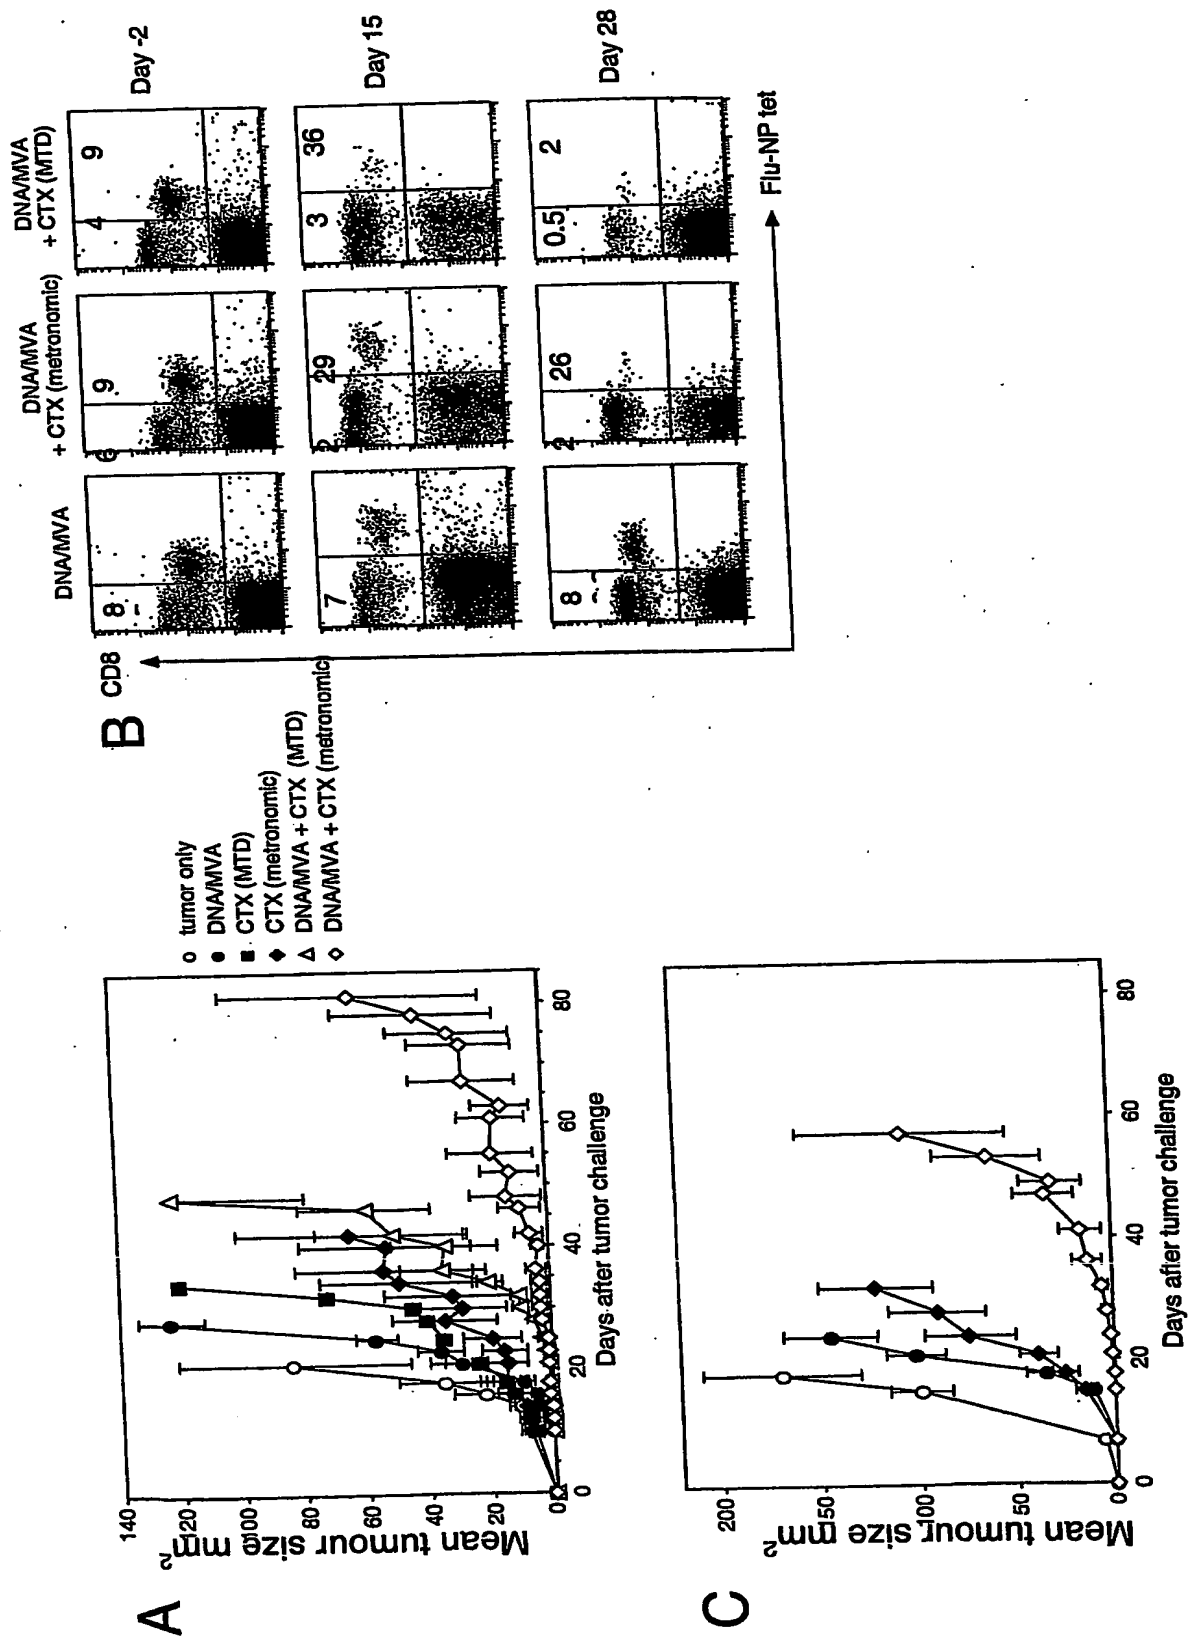 A
Mean tumour size mm²
140
120
100
80
60
40
20
0
0
20
40
60
80
Days after tumor challenge
tumor only
DNA/MVA
CTX (MTD)
CTX (metronomic)
DNA/MVA + CTX (MTD)
DNA/MVA + CTX (metronomic)
B
CD8
DNA/MVA
DNA/MVA
+ CTX (metronomic)
DNA/MVA
+ CTX (MTD)
8
6
9
4
9
Day -2
7
2
29
3
36
Day 15
8
2
26
0.5
2
Day 28
Flu-NP tet
C
Mean tumour size mm²
200
150
100
50
0
0
20
40
60
80
Days after tumor challenge